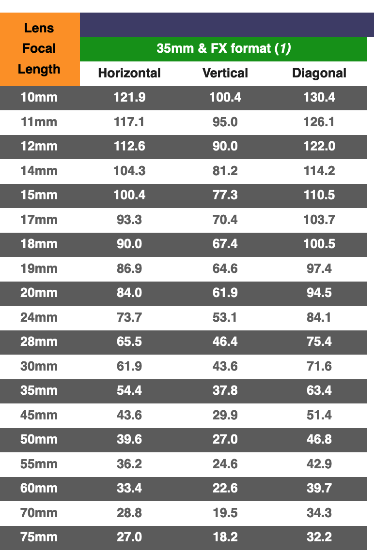 Lens
Focal
Length
35mm & FX format (1)
Horizontal Vertical Diagonal
10mm 121.9 100.4 130.4
11mm 117.1 95.0 126.1
12mm 112.6 90.0 122.0
14mm 104.3 81.2 114.2
15mm 100.4 77.3 110.5
17mm 93.3 70.4 103.7
18mm 90.0 67.4 100.5
19mm 86.9 64.6 97.4
20mm 84.0 61.9 94.5
24mm 73.7 53.1 84.1
28mm 65.5 46.4 75.4
30mm 61.9 43.6 71.6
35mm 54.4 37.8 63.4
45mm 43.6 29.9 51.4
50mm 39.6 27.0 46.8
55mm 36.2 24.6 42.9
60mm 33.4 22.6 39.7
70mm 28.8 19.5 34.3
75mm 27.0 18.2 32.2